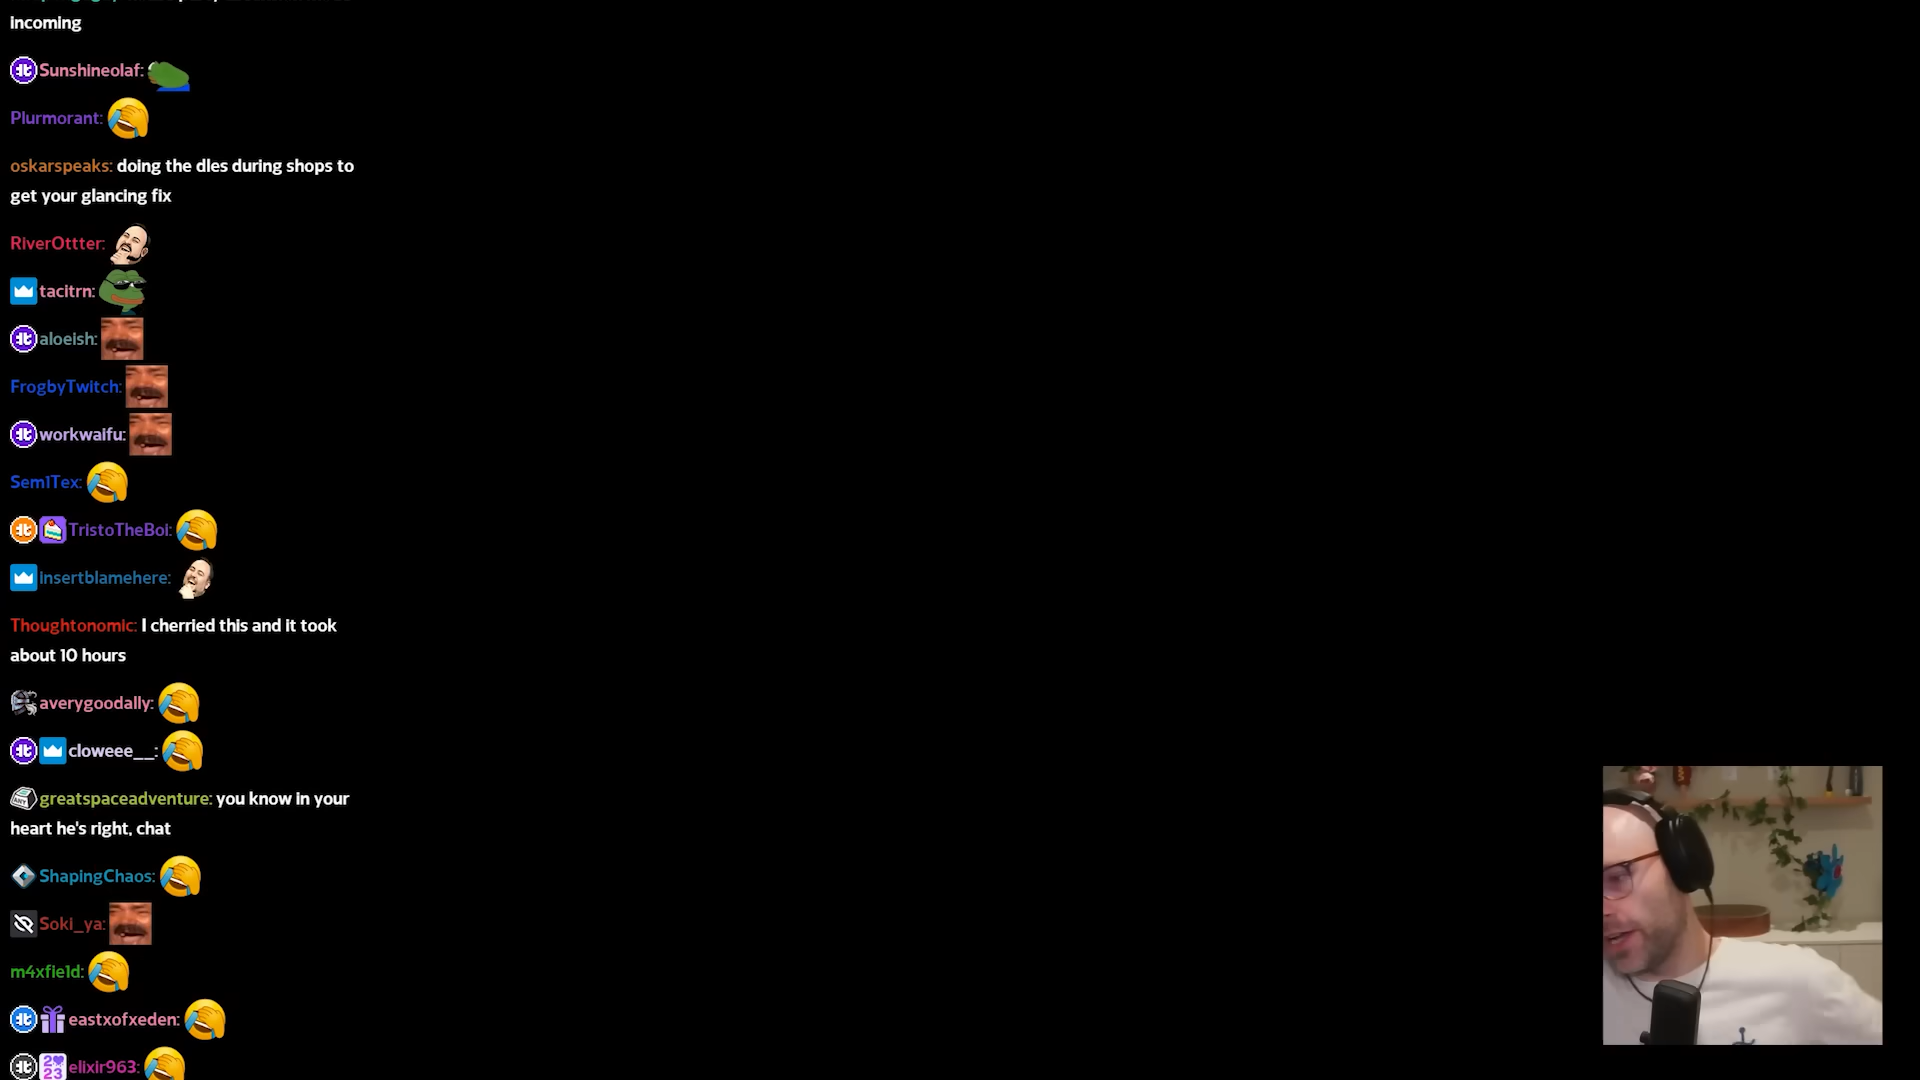 incoming
Sunshineolaf:
Plurmorant:
oskarspeaks: doing the dles during shops to
get your glancing fix
RiverOttter:
tacitrn:
aloeish:
FrogbyTwitch:
workwaifu:
Sem1Tex:
TristoTheBoi:
insertblamehere:
Thoughtonomic: I cherried this and it took
about 10 hours
averygoodally:
cloweee__:
greatspaceadventure: you know in your
heart he's right, chat
ShapingChaos:
Soki_ya:
m4xfie1d:
eastxofxeden:
elixir963: